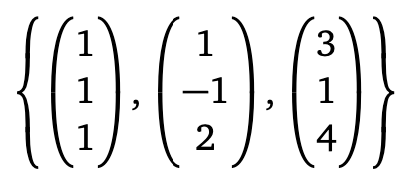 { ( 1 1 1 ) , ( 1 −1 2 ) , ( 3 1 4 ) }